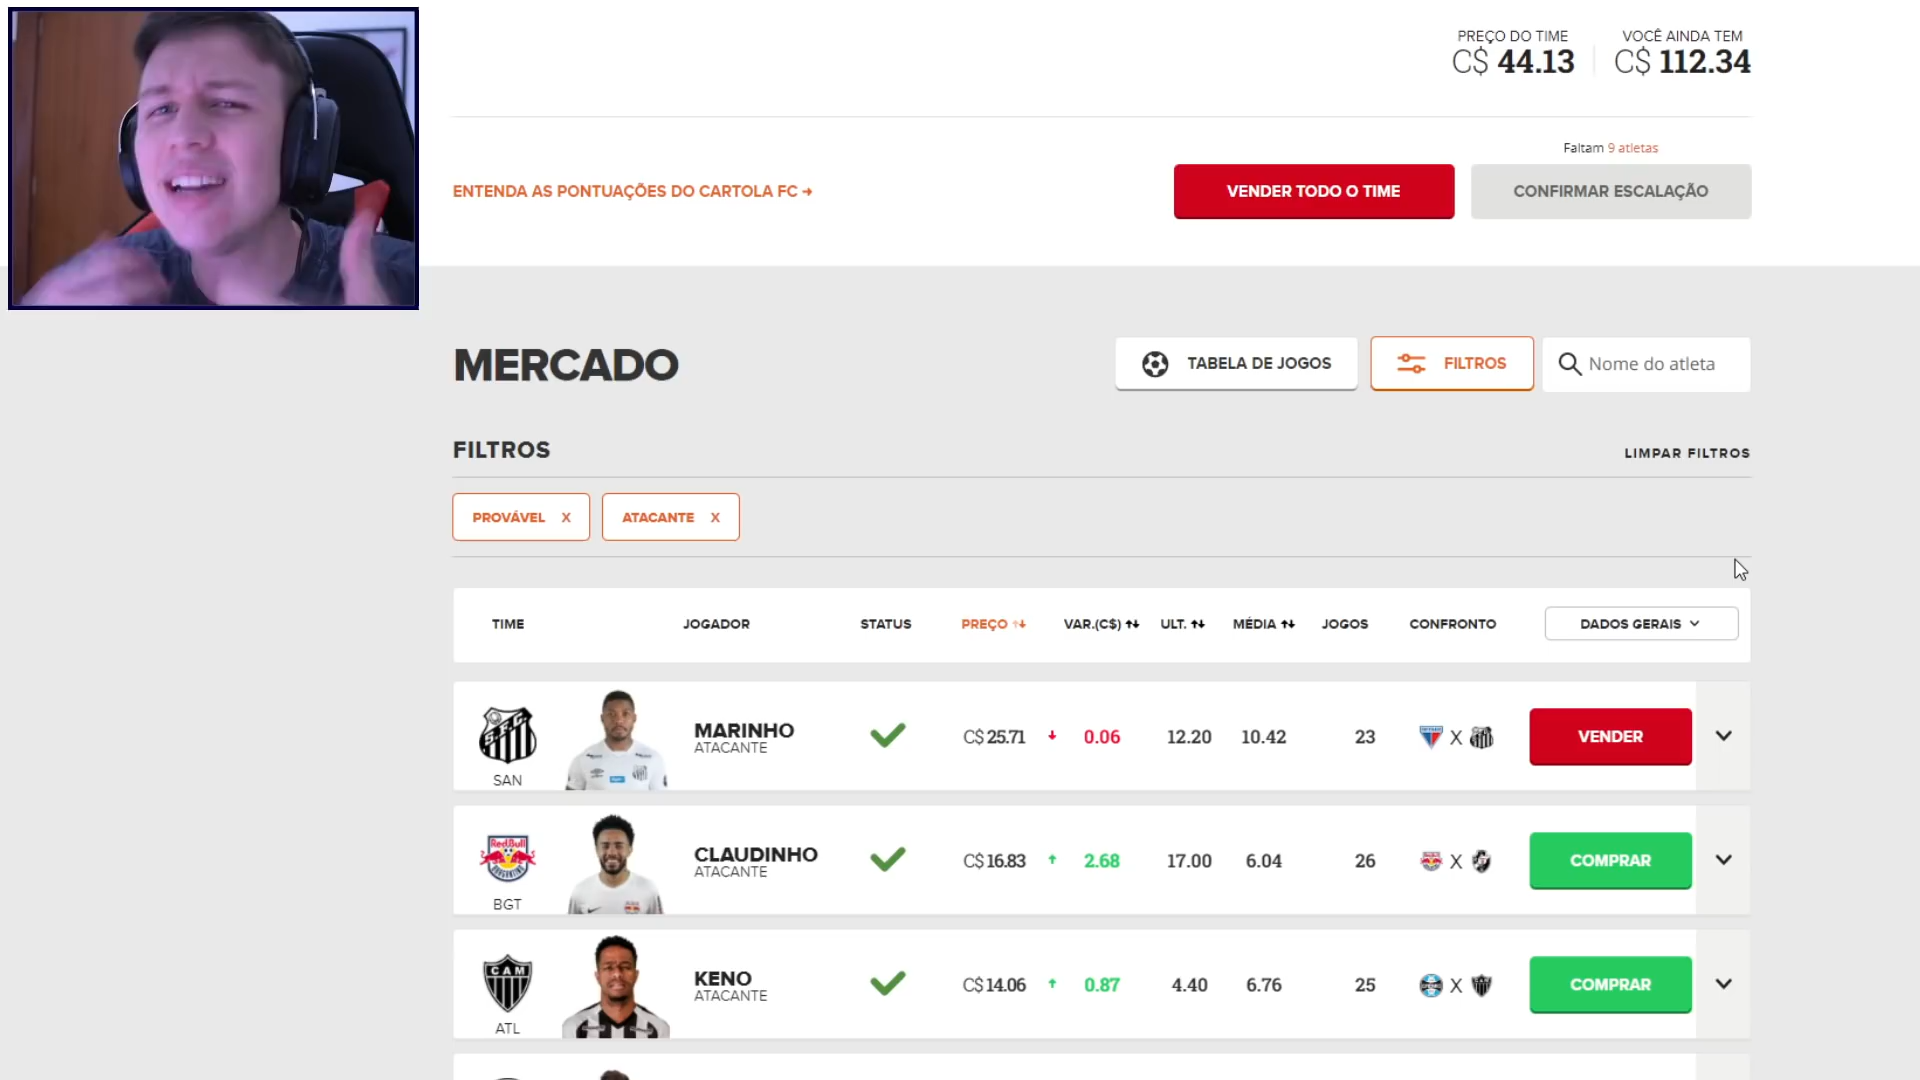 PREÇO DO TIME
C$ 44.13
VOCÊ AINDA TEM
C$ 112.34
Faltam 9 atletas
ENTENDA AS PONTUAÇÕES DO CARTOLA FC
VENDER TODO O TIME
CONFIRMAR ESCALAÇÃO
MERCADO
TABELA DE JOGOS
FILTROS
Nome do atleta
FILTROS
LIMPAR FILTROS
PROVÁVEL X
ATACANTE X
TIME JOGADOR STATUS PREÇO VAR.(C$) ULT. MÉDIA JOGOS CONFRONTO DADOS GERAIS
SAN
MARINHO
ATACANTE
C$ 25.71 0.06 12.20 10.42 23 X VENDER
RedBull
BGT
CLAUDINHO
ATACANTE
C$ 16.83 2.68 17.00 6.04 26 X COMPRAR
CAM
ATL
KENO
ATACANTE
C$ 14.06 0.87 4.40 6.76 25 X COMPRAR